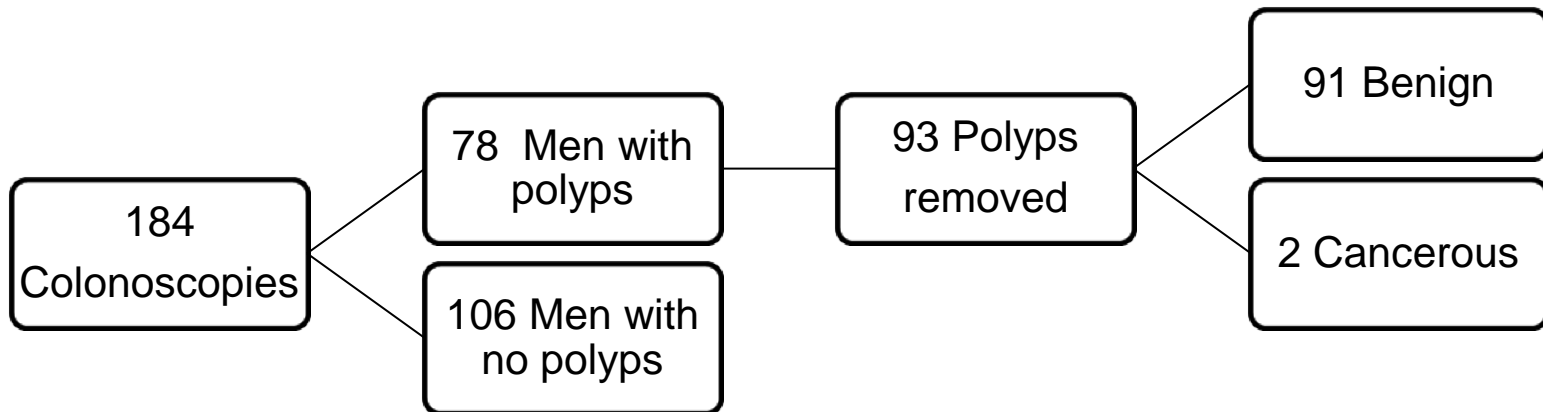 184
Colonoscopies
78  Men with
polyps
106 Men with
no polyps
93 Polyps
removed
91 Benign
2 Cancerous